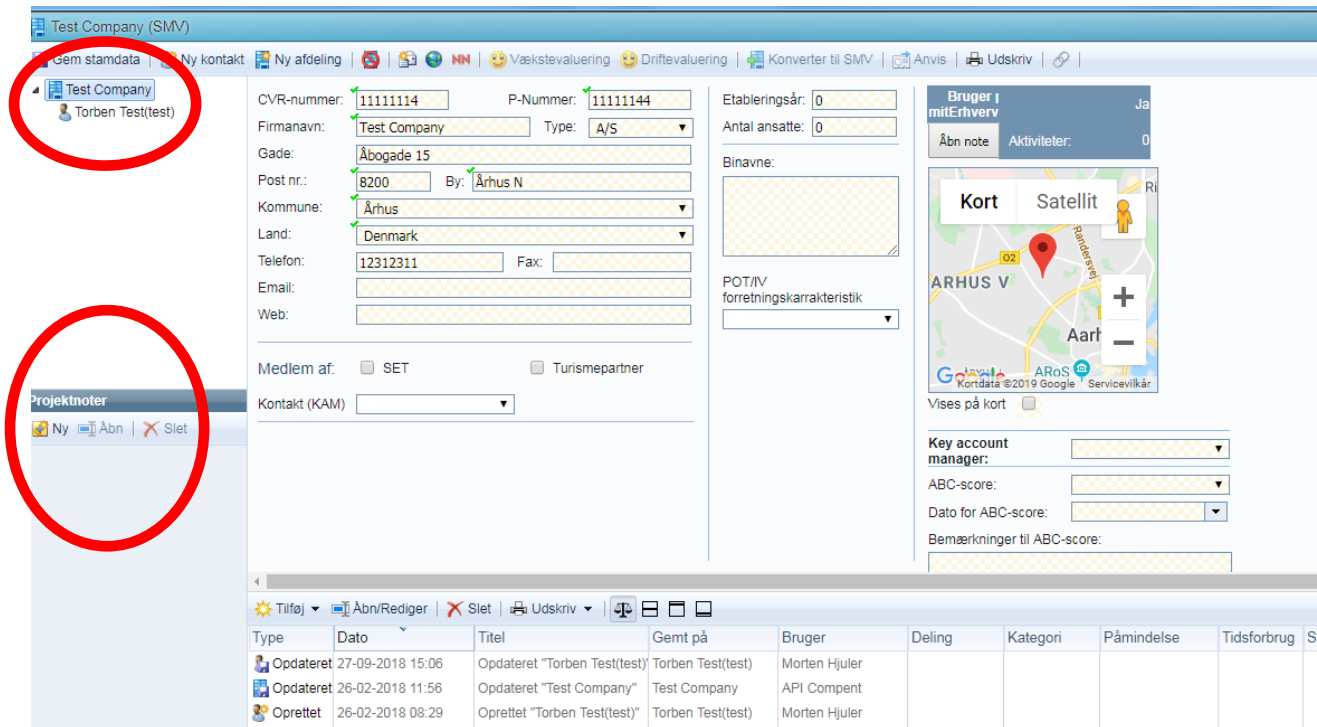 Test Company (SMV)
Gem stamdata Ny kontakt Ny afdeling NN Vækstevaluering Driftevaluering Konverter til SMV Anvis Udskriv
Test Company
Torben Test(test)
CVR-nummer: 11111114 P-Nummer: 11111144
Firmanavn: Test Company Type: A/S
Gade: Åbogade 15
Post nr.: 8200 By: Århus N
Kommune: Århus
Land: Denmark
Telefon: 12312311 Fax:
Email:
Web:
Medlem af: SET Turismepartner
Kontakt (KAM)
Etableringsår: 0
Antal ansatte: 0
Binavne:
POT/IV
forretningskarrakteristik
Bruger
mitErhverv Ja
Åbn note Aktiviteter: 0
Kort Satellit
Ri
Randersvej
O2
ARHUS V
Aarh
ARoS
Google
Kortdata ©2019 Google Servicevilkår
Vises på kort
Key account
manager:
ABC-score:
Dato for ABC-score:
Bemærkninger til ABC-score:
Projektnoter
Ny Åbn Slet
Tilføj Åbn/Rediger Slet Udskriv
Type Dato Titel Gemt på Bruger Deling Kategori Påmindelse Tidsforbrug S
Opdateret 27-09-2018 15:06 Opdateret "Torben Test(test)" Torben Test(test) Morten Hjuler
Opdateret 26-02-2018 11:56 Opdateret "Test Company" Test Company API Compent
Oprettet 26-02-2018 08:29 Oprettet "Torben Test(test)" Torben Test(test) Morten Hjuler